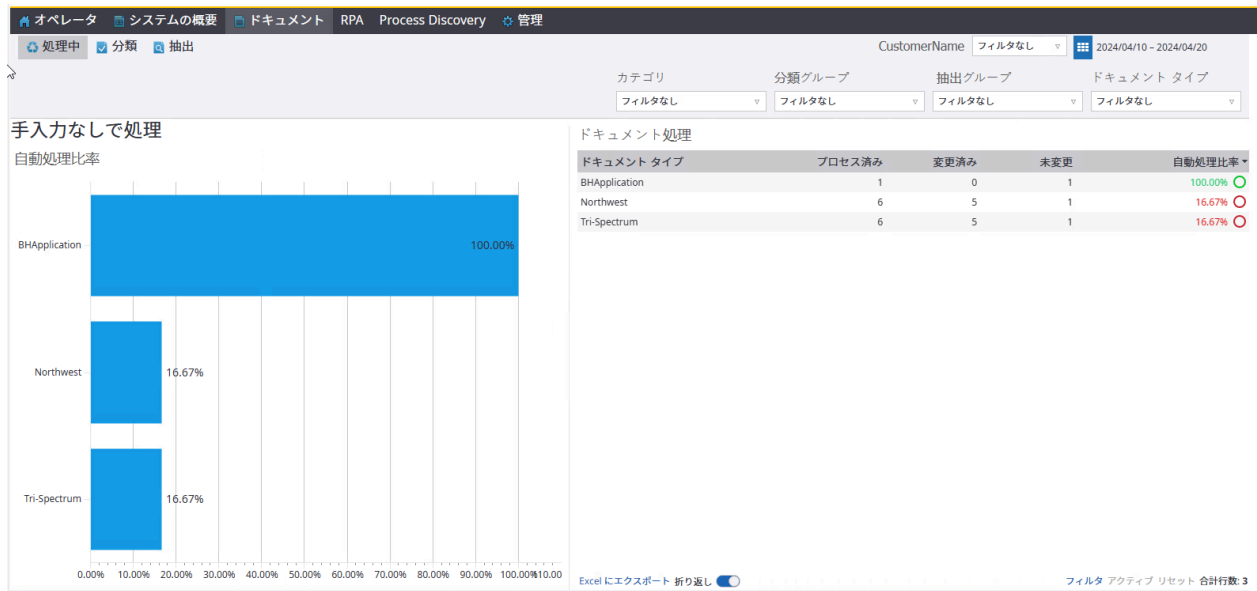 オペレータ システムの概要 ドキュメント RPA Process Discovery 管理
処理中 分類 抽出 CustomerName フィルタなし 2024/04/10 – 2024/04/20
カテゴリ 分類グループ 抽出グループ ドキュメント タイプ
フィルタなし フィルタなし フィルタなし フィルタなし
手入力なしで処理
自動処理比率
BHApplication 100.00%
Northwest 16.67%
Tri-Spectrum 16.67%
0.00% 10.00% 20.00% 30.00% 40.00% 50.00% 60.00% 70.00% 80.00% 90.00% 100.00% 110.00
ドキュメント処理
ドキュメント タイプ プロセス済み 変更済み 未変更 自動処理比率
BHApplication 1 0 1 100.00%
Northwest 6 5 1 16.67%
Tri-Spectrum 6 5 1 16.67%
Excel にエクスポート 折り返し フィルタ アクティブ リセット 合計行数: 3